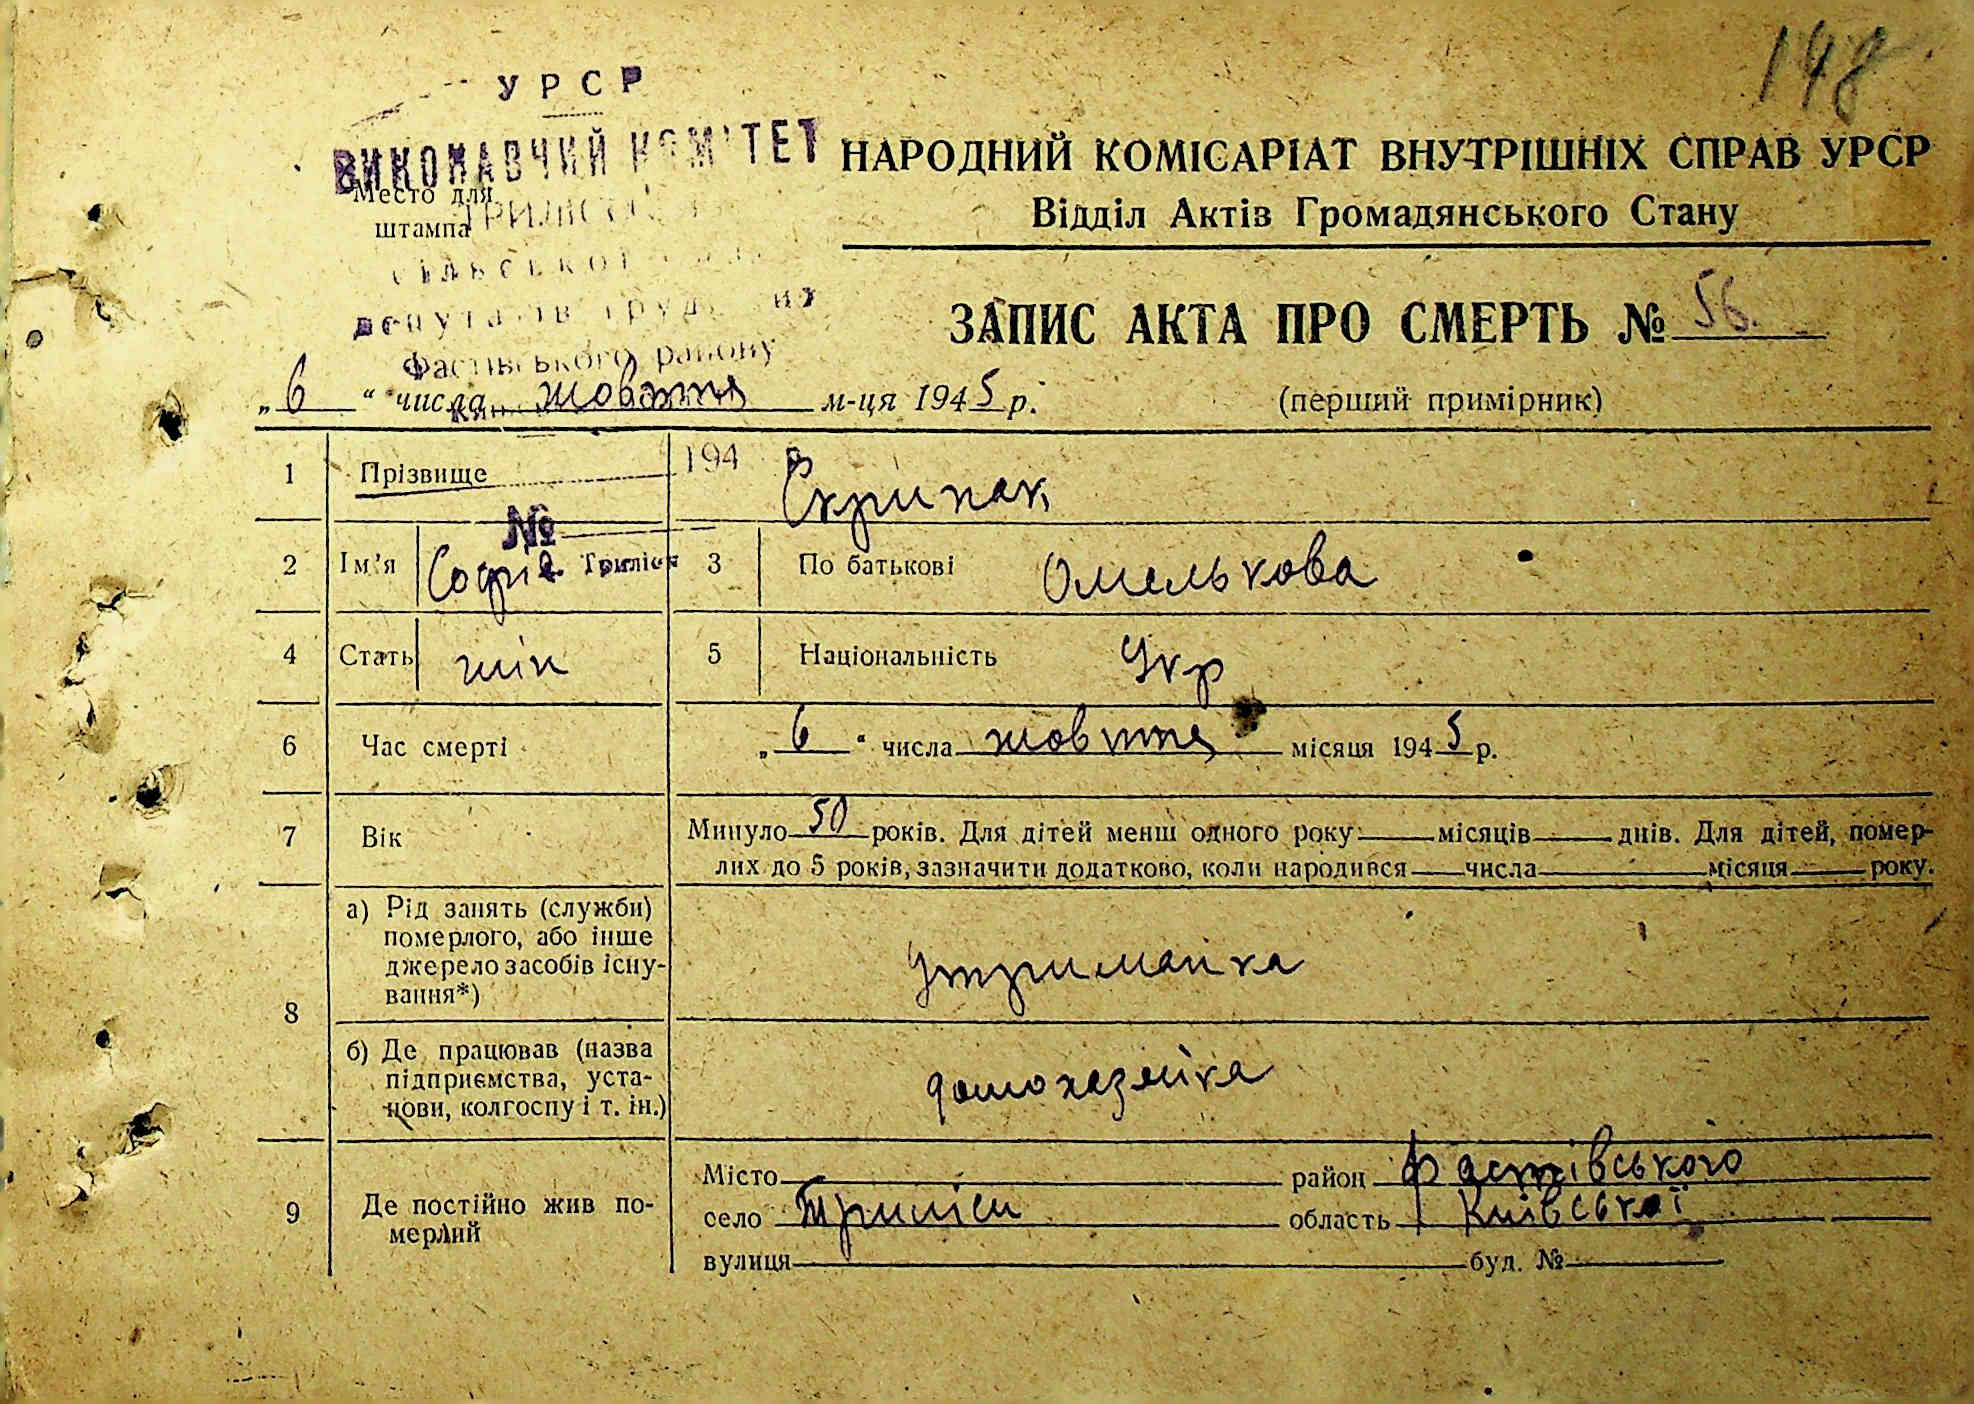 148
УРСР
ВИКОНАВЧИЙ КОМІТЕТ
Место для
штампа
сільської
депутатів
Фастівського району
НАРОДНИЙ КОМІСАРІАТ ВНУТРІШНІХ СПРАВ УРСР
Відділ Актів Громадянського Стану
ЗАПИС АКТА ПРО СМЕРТЬ № 56.
„6“ числа жовтня м-ця 1945 р.
(перший примірник)
194 р
1 Прізвище Скрипак
№
Триліси
2 Ім'я Софія 3 По батькові Омелькова
4 Стать жін 5 Національність Укр
6 Час смерті „6“ числа жовтня місяця 1945 р.
7 Вік Минуло 50 років. Для дітей менш одного року місяців днів. Для дітей, помер-
лих до 5 років, зазначити додатково, коли народився числа місяця року.
8 а) Рід занять (служби)
померлого, або інше
джерело засобів існу-
вання*)
утриманка
б) Де працював (назва
підприємства, уста-
нови, колгоспу і т. ін.)
домохазяйка
9 Де постійно жив по-
мерлий
Місто район Фастівського
село Триліси область Київської
вулиця буд. №